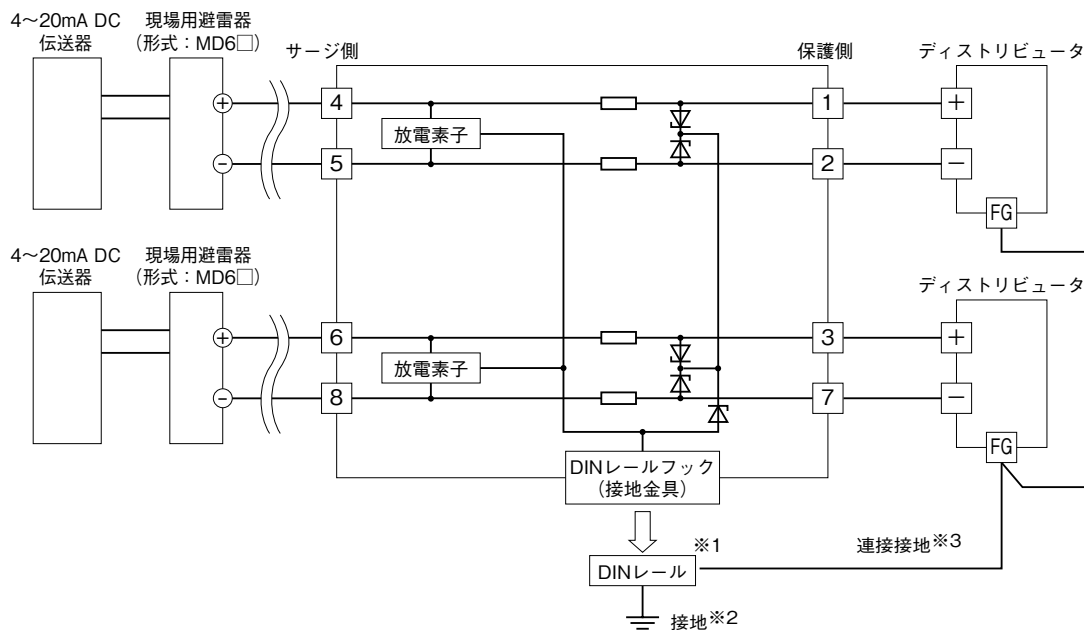 4~20mA DC
伝送器
現場用避雷器
(形式:MD6□)
サージ側
保護側
ディストリビュータ
+
4
1
+
放電素子
-
5
2
-
FG
4~20mA DC
伝送器
現場用避雷器
(形式:MD6□)
ディストリビュータ
+
6
3
+
放電素子
-
8
7
-
FG
DINレールフック
(接地金具)
※1
連接接地※3
DINレール
接地※2